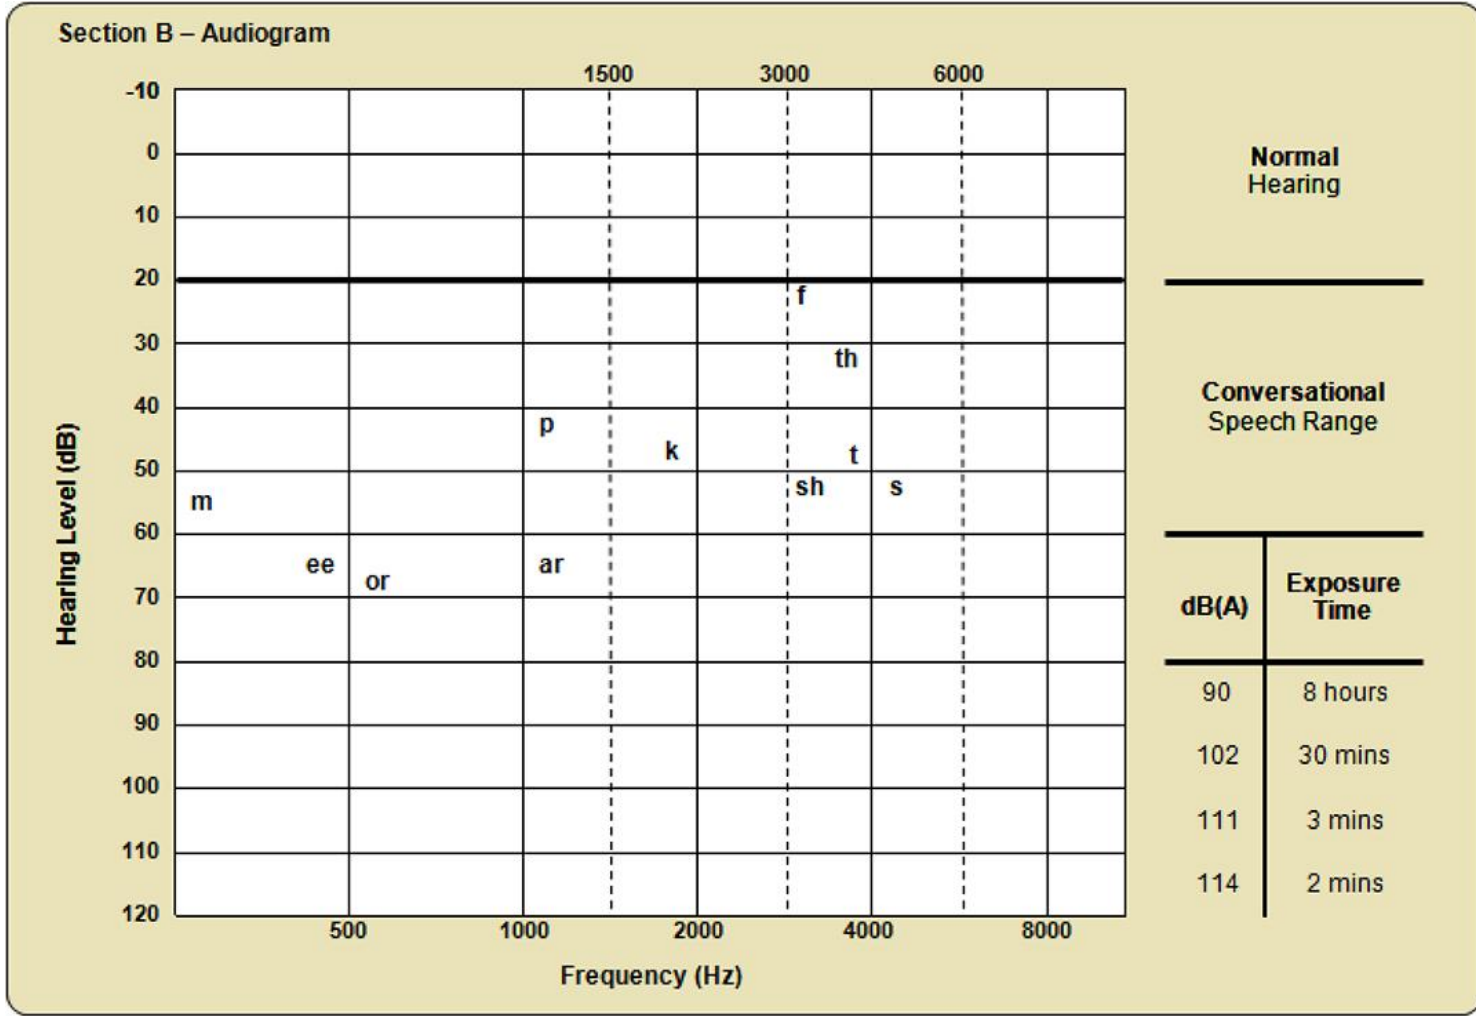 Section B – Audiogram
1500 3000 6000
-10
0
Normal
Hearing
10
20
f
30
th
Conversational
Speech Range
40
p
k
t
50
sh s
m
60
ee or ar
70
80
90
100
110
120
Hearing Level (dB)
dB(A) Exposure Time
90 8 hours
102 30 mins
111 3 mins
114 2 mins
500 1000 2000 4000 8000
Frequency (Hz)